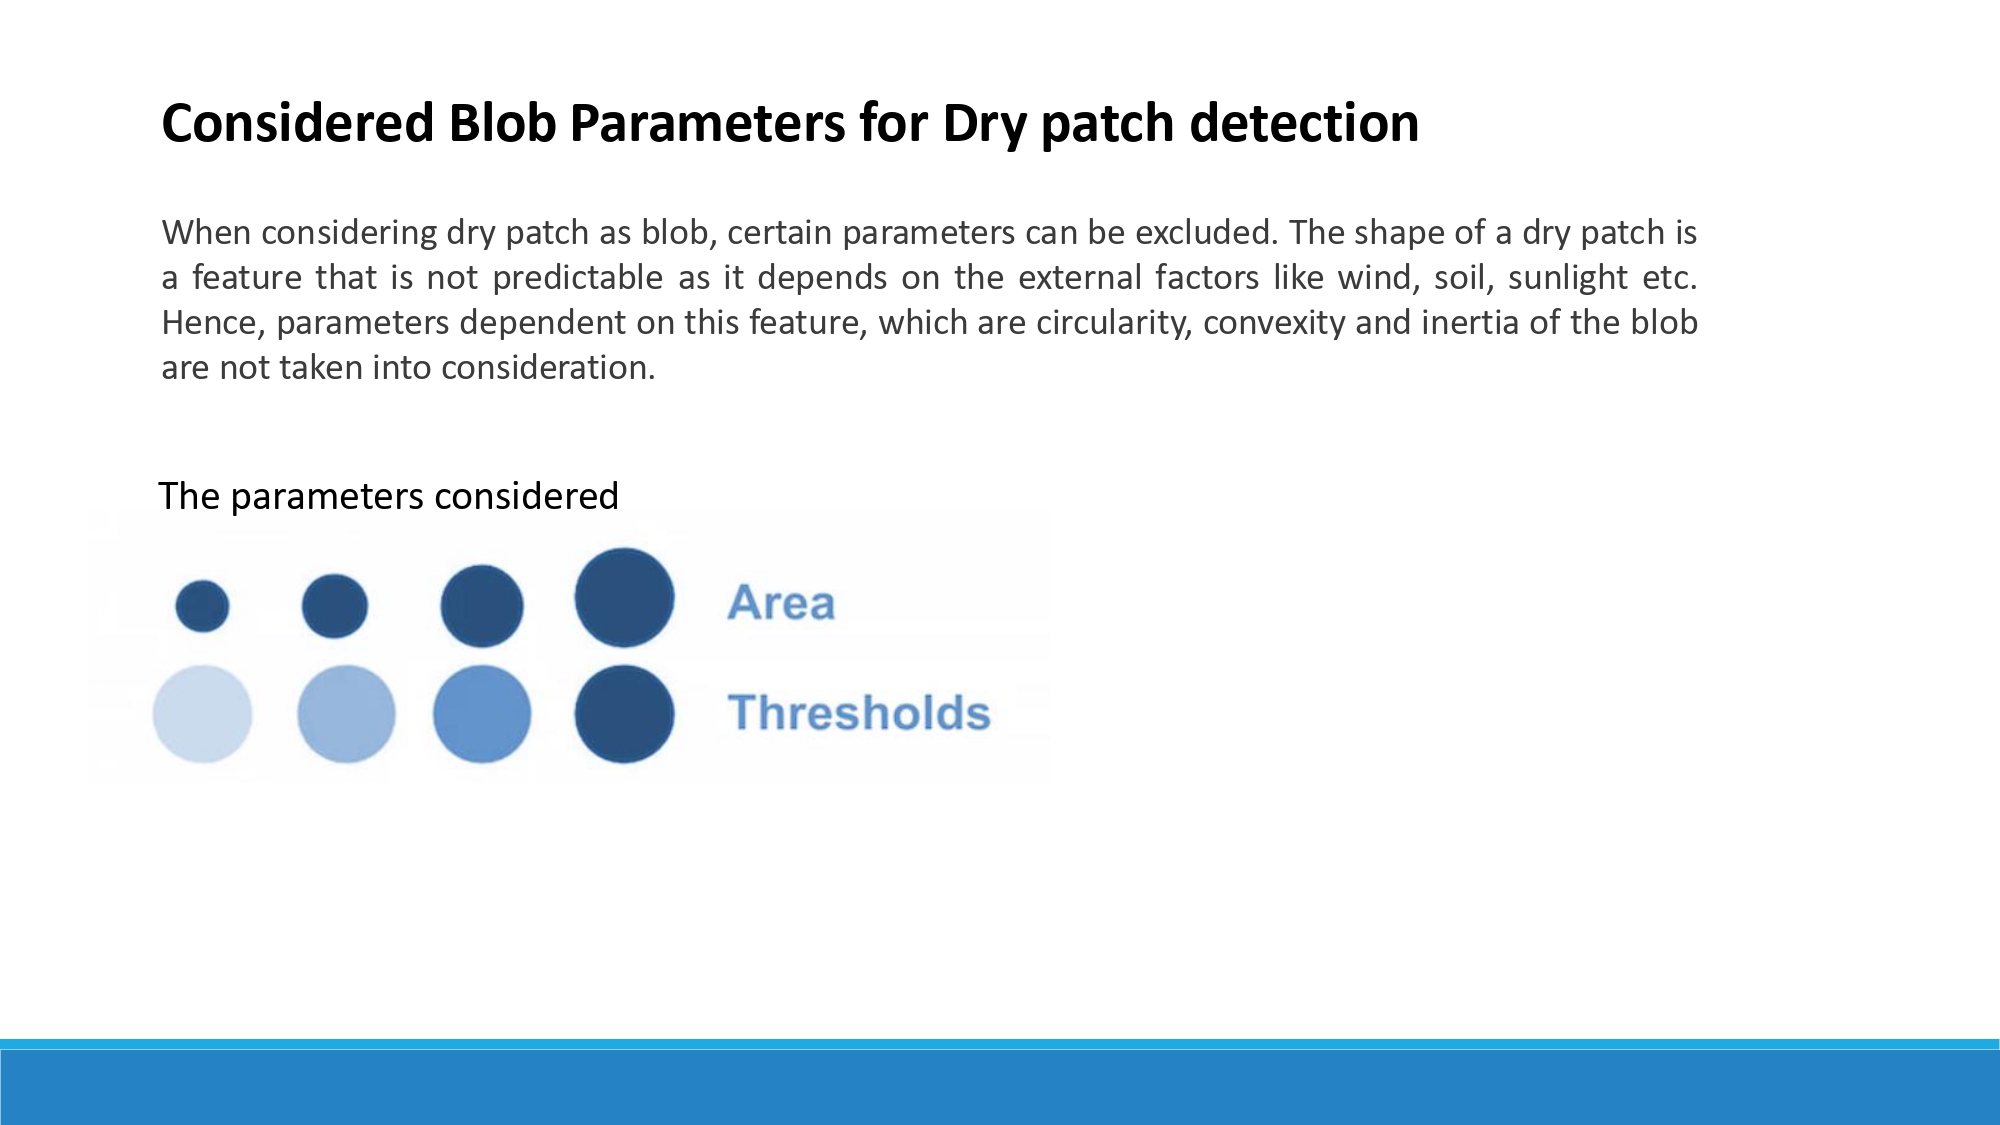 Considered Blob Parameters for Dry patch detection
When considering dry patch as blob, certain parameters can be excluded. The shape of a dry patch is
a feature that is not predictable as it depends on the external factors like wind, soil, sunlight etc.
Hence, parameters dependent on this feature, which are circularity, convexity and inertia of the blob
are not taken into consideration.
The parameters considered
Area
Thresholds